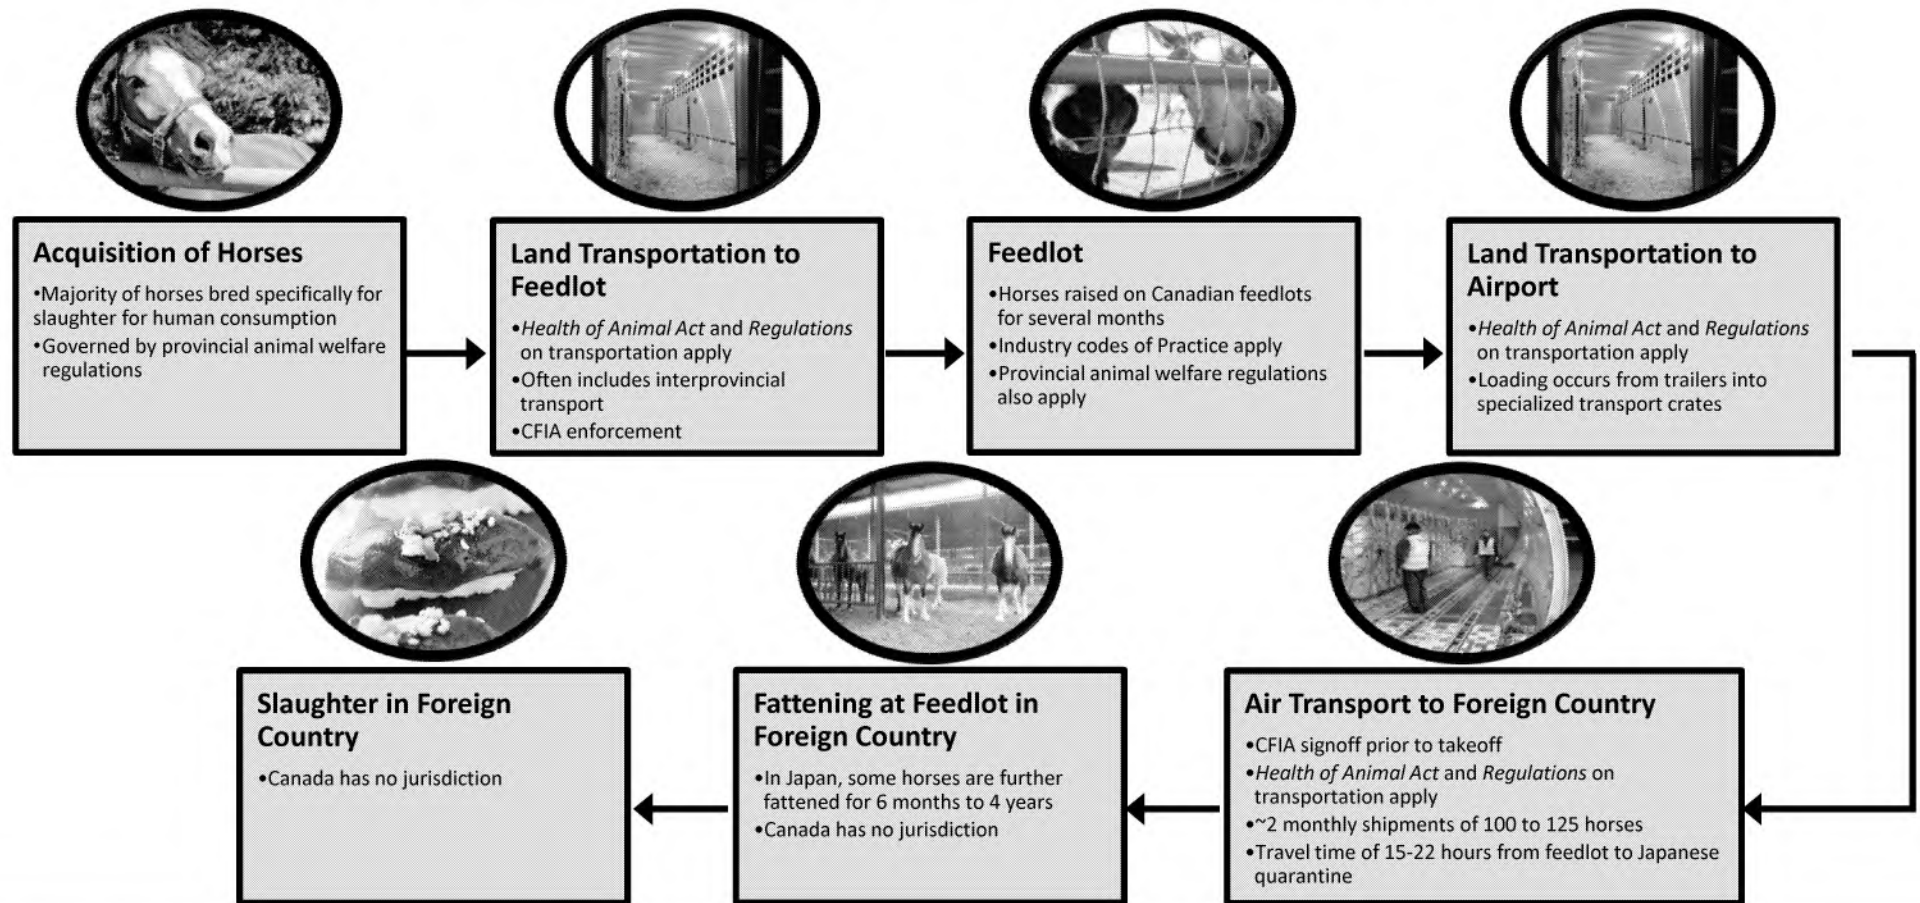 Acquisition of Horses
•Majority of horses bred specifically for
slaughter for human consumption
•Governed by provincial animal welfare
regulations
Land Transportation to
Feedlot
•Health of Animal Act and Regulations
on transportation apply
•Often includes interprovincial
transport
•CFIA enforcement
Feedlot
•Horses raised on Canadian feedlots
for several months
•Industry codes of Practice apply
•Provincial animal welfare regulations
also apply
Land Transportation to
Airport
•Health of Animal Act and Regulations
on transportation apply
•Loading occurs from trailers into
specialized transport crates
Air Transport to Foreign Country
•CFIA signoff prior to takeoff
•Health of Animal Act and Regulations on
transportation apply
•~2 monthly shipments of 100 to 125 horses
•Travel time of 15-22 hours from feedlot to Japanese
quarantine
Fattening at Feedlot in
Foreign Country
•In Japan, some horses are further
fattened for 6 months to 4 years
•Canada has no jurisdiction
Slaughter in Foreign
Country
•Canada has no jurisdiction